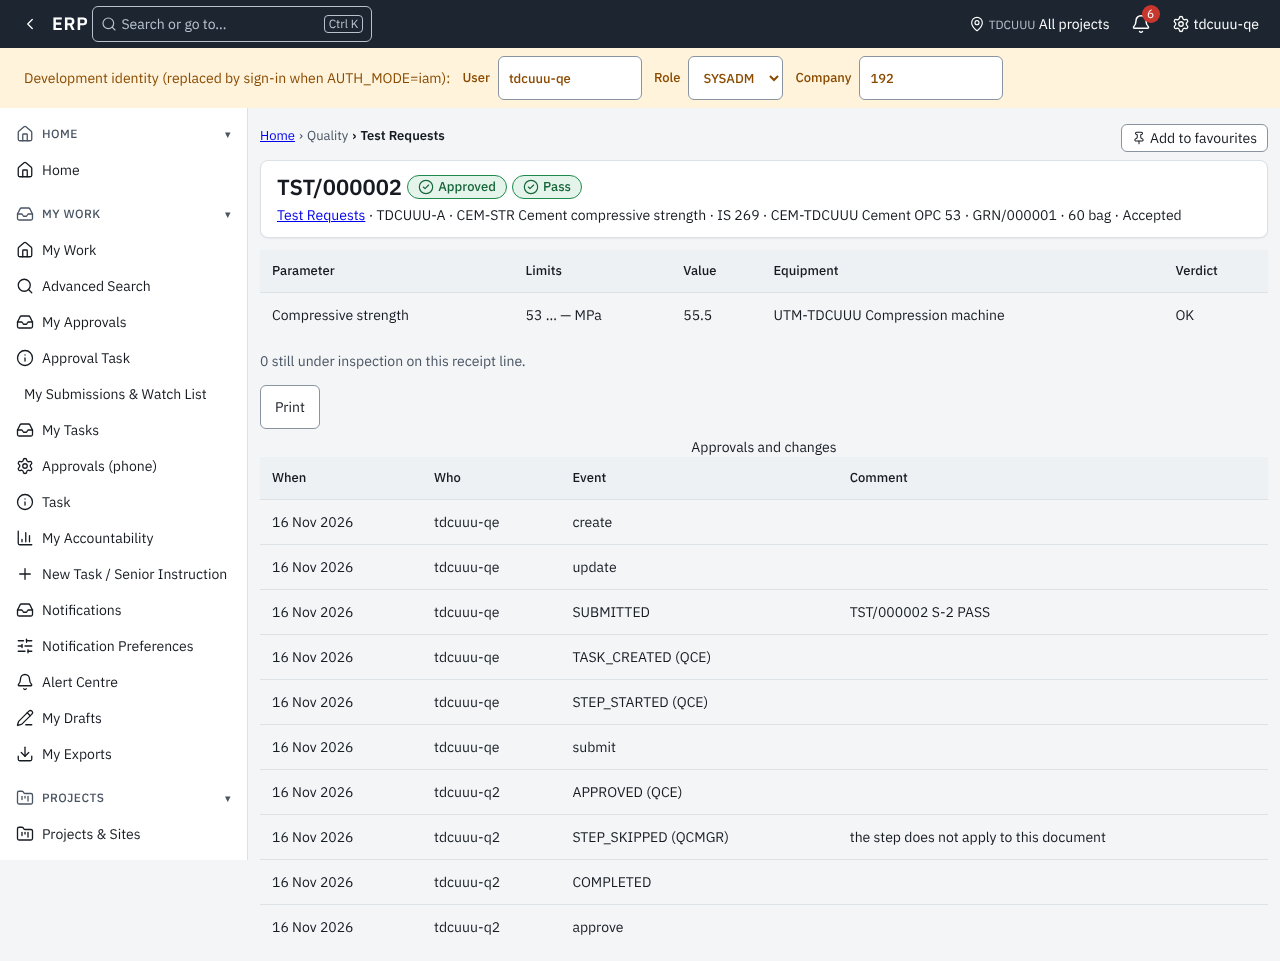 ERP Search or go to... Ctrl K TDCUUU All projects 6 tdcuuu-qe
Development identity (replaced by sign-in when AUTH_MODE=iam): User tdcuuu-qe Role SYSADM Company 192
HOME ▾
Home
MY WORK ▾
My Work
Advanced Search
My Approvals
Approval Task
My Submissions & Watch List
My Tasks
Approvals (phone)
Task
My Accountability
New Task / Senior Instruction
Notifications
Notification Preferences
Alert Centre
My Drafts
My Exports
PROJECTS ▾
Projects & Sites
Home › Quality › Test Requests
Add to favourites
TST/000002 Approved Pass
Test Requests · TDCUUU-A · CEM-STR Cement compressive strength · IS 269 · CEM-TDCUUU Cement OPC 53 · GRN/000001 · 60 bag · Accepted
Parameter Limits Value Equipment Verdict
Compressive strength 53 ... — MPa 55.5 UTM-TDCUUU Compression machine OK
0 still under inspection on this receipt line.
Print
Approvals and changes
When Who Event Comment
16 Nov 2026 tdcuuu-qe create
16 Nov 2026 tdcuuu-qe update
16 Nov 2026 tdcuuu-qe SUBMITTED TST/000002 S-2 PASS
16 Nov 2026 tdcuuu-qe TASK_CREATED (QCE)
16 Nov 2026 tdcuuu-qe STEP_STARTED (QCE)
16 Nov 2026 tdcuuu-qe submit
16 Nov 2026 tdcuuu-q2 APPROVED (QCE)
16 Nov 2026 tdcuuu-q2 STEP_SKIPPED (QCMGR) the step does not apply to this document
16 Nov 2026 tdcuuu-q2 COMPLETED
16 Nov 2026 tdcuuu-q2 approve